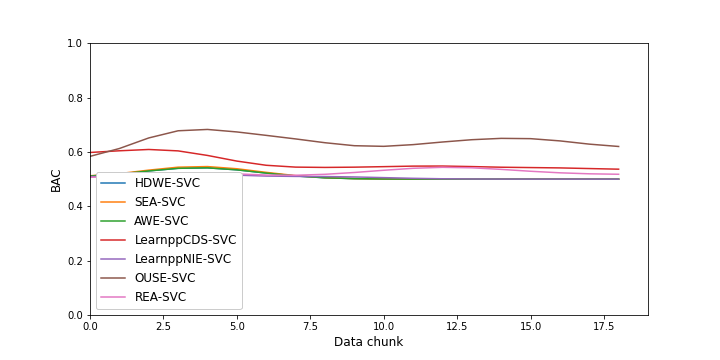 1.0
0.8
0.6
0.4
0.2
0.0
BAC
HDWE-SVC
SEA-SVC
AWE-SVC
LearnppCDS-SVC
LearnppNIE-SVC
OUSE-SVC
REA-SVC
0.0 2.5 5.0 7.5 10.0 12.5 15.0 17.5
Data chunk